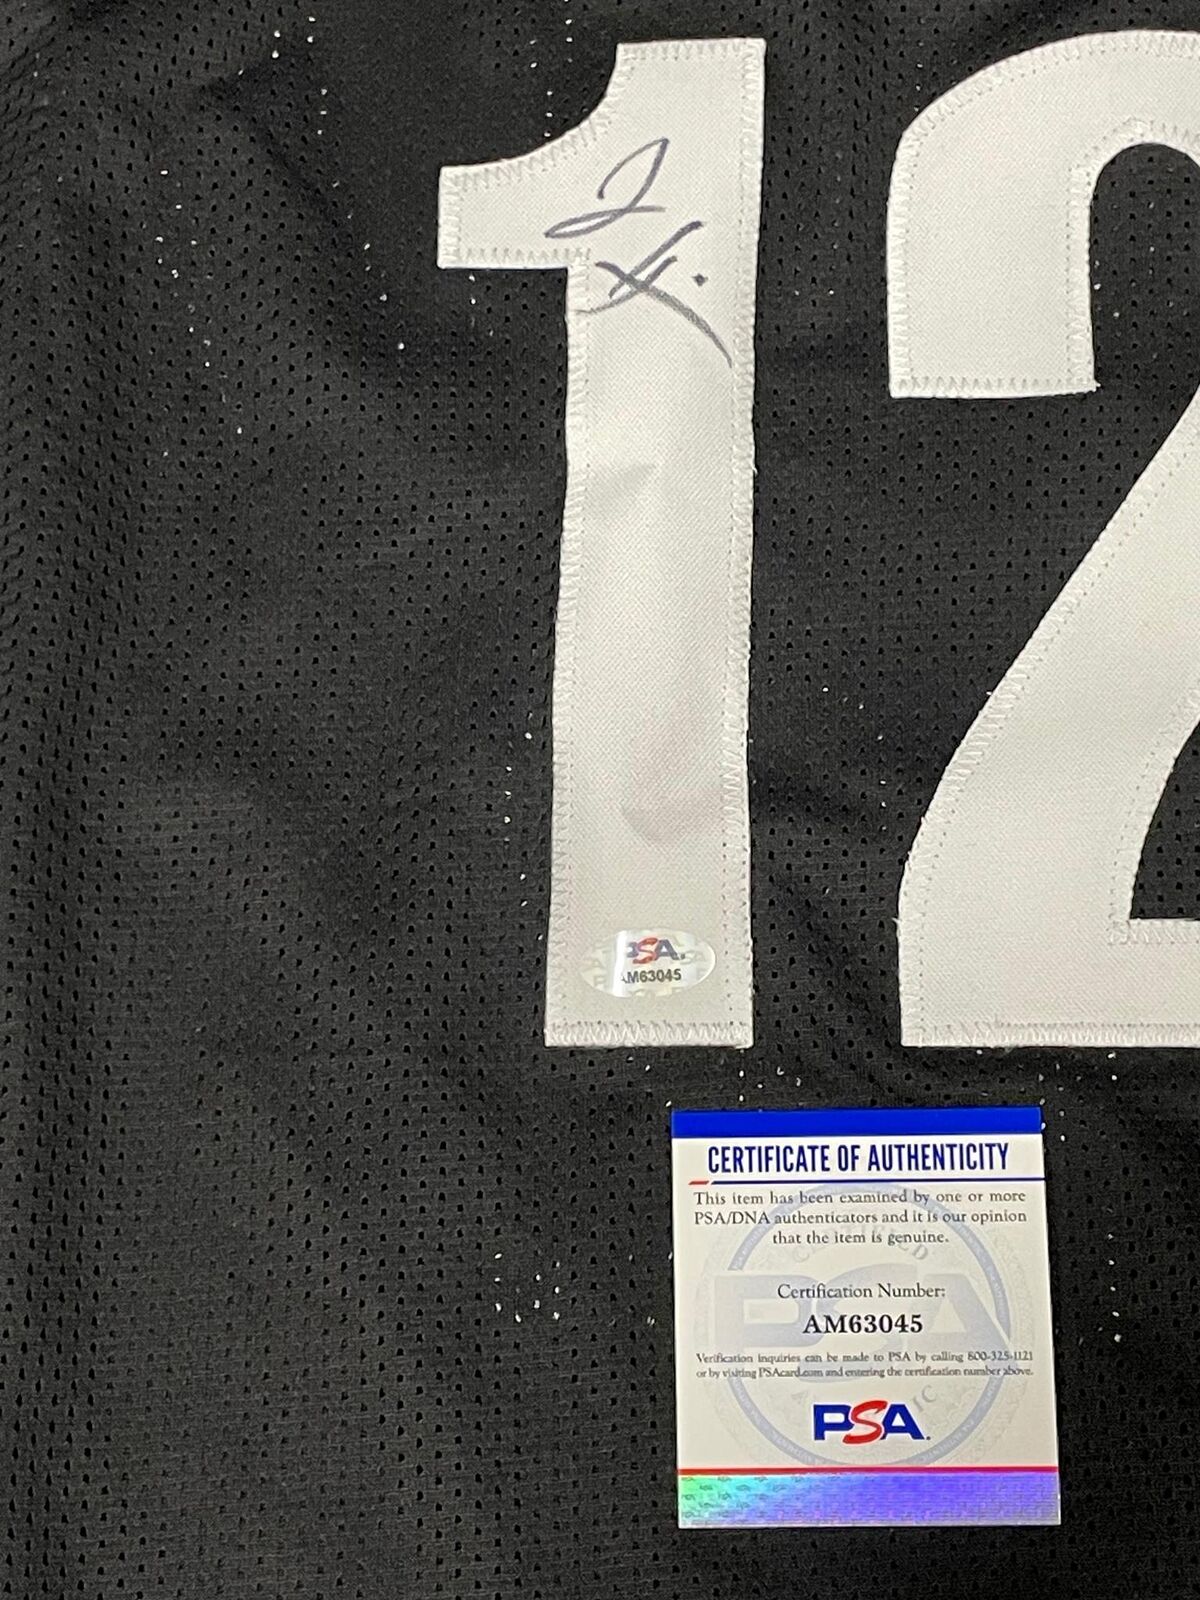 12
PSA.
AM63045
CERTIFICATE OF AUTHENTICITY
This item has been examined by one or more
PSA/DNA authenticators and it is our opinion
that the item is genuine.
Certification Number:
AM63045
Verification inquiries can be made to PSA by calling 800-325-1121
or by visiting PSAcard.com and entering the certification number above.
PSA.